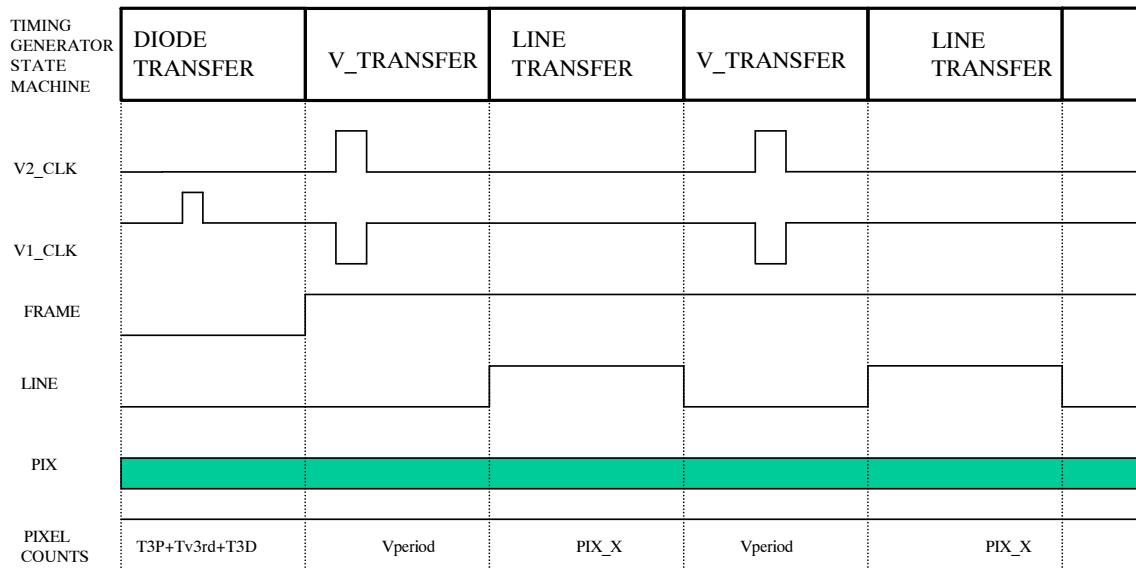 TIMING
GENERATOR
STATE
MACHINE
DIODE
TRANSFER
V_TRANSFER
LINE
TRANSFER
V_TRANSFER
LINE
TRANSFER
V2_CLK
V1_CLK
FRAME
LINE
PIX
PIXEL
COUNTS
T3P+Tv3rd+T3D
Vperiod
PIX_X
Vperiod
PIX_X